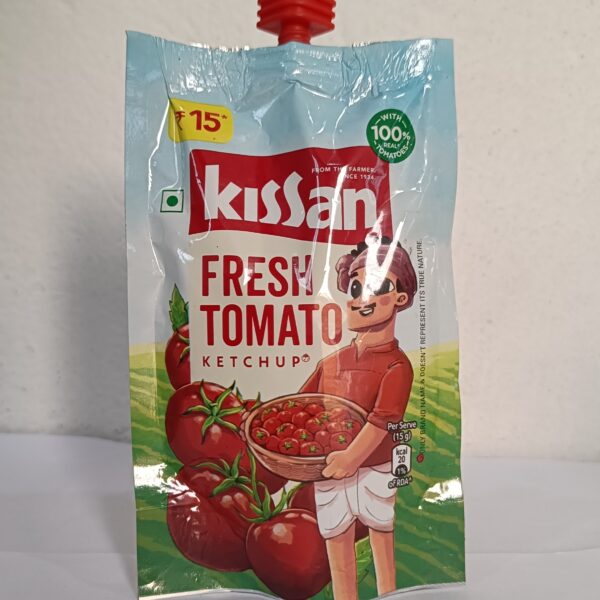 ₹15*
WITH
100%
REAL*
TOMATOES
FROM THE FARMER.
SINCE 1934.
kissan
FRESH
TOMATO
KETCHUP
ONLY BRAND NAME & DOESN'T REPRESENT ITS TRUE NATURE.
Per Serve
(15 g)
kcal
20
1%
of RDA^